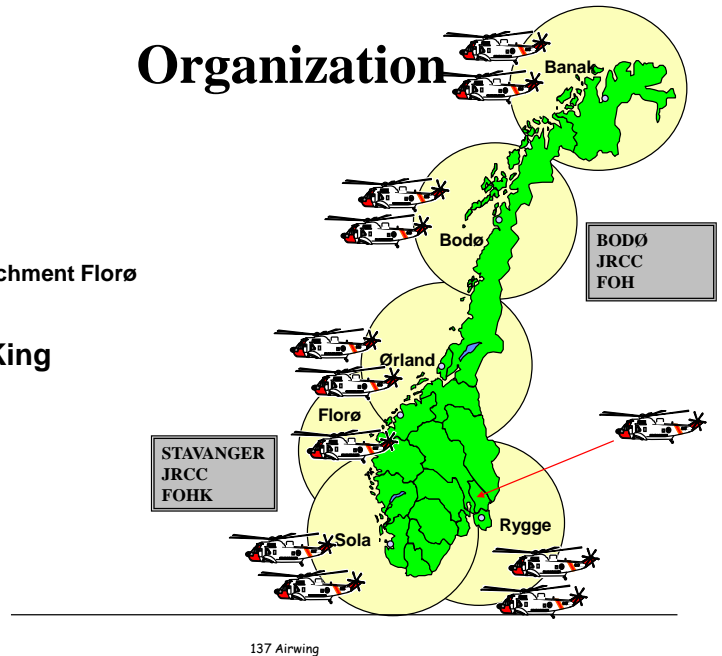 Organization
Banak
Bodø
BODØ
JRCC
FOH
chment Florø
King
Ørland
Florø
STAVANGER
JRCC
FOHK
Sola
Rygge
137 Airwing